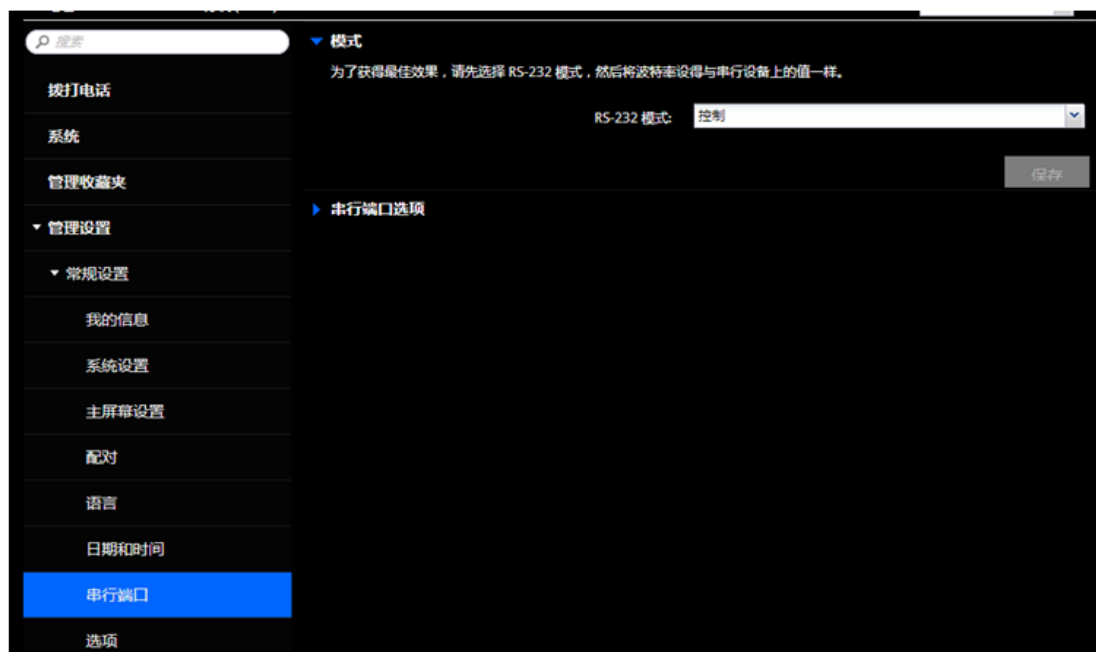 搜索
拨打电话
系统
管理收藏夹
管理设置
常规设置
我的信息
系统设置
主屏幕设置
配对
语言
日期和时间
串行端口
选项
模式
为了获得最佳效果，请先选择 RS-232 模式，然后将波特率设得与串行设备上的值一样。
RS-232 模式: 控制
保存
串行端口选项